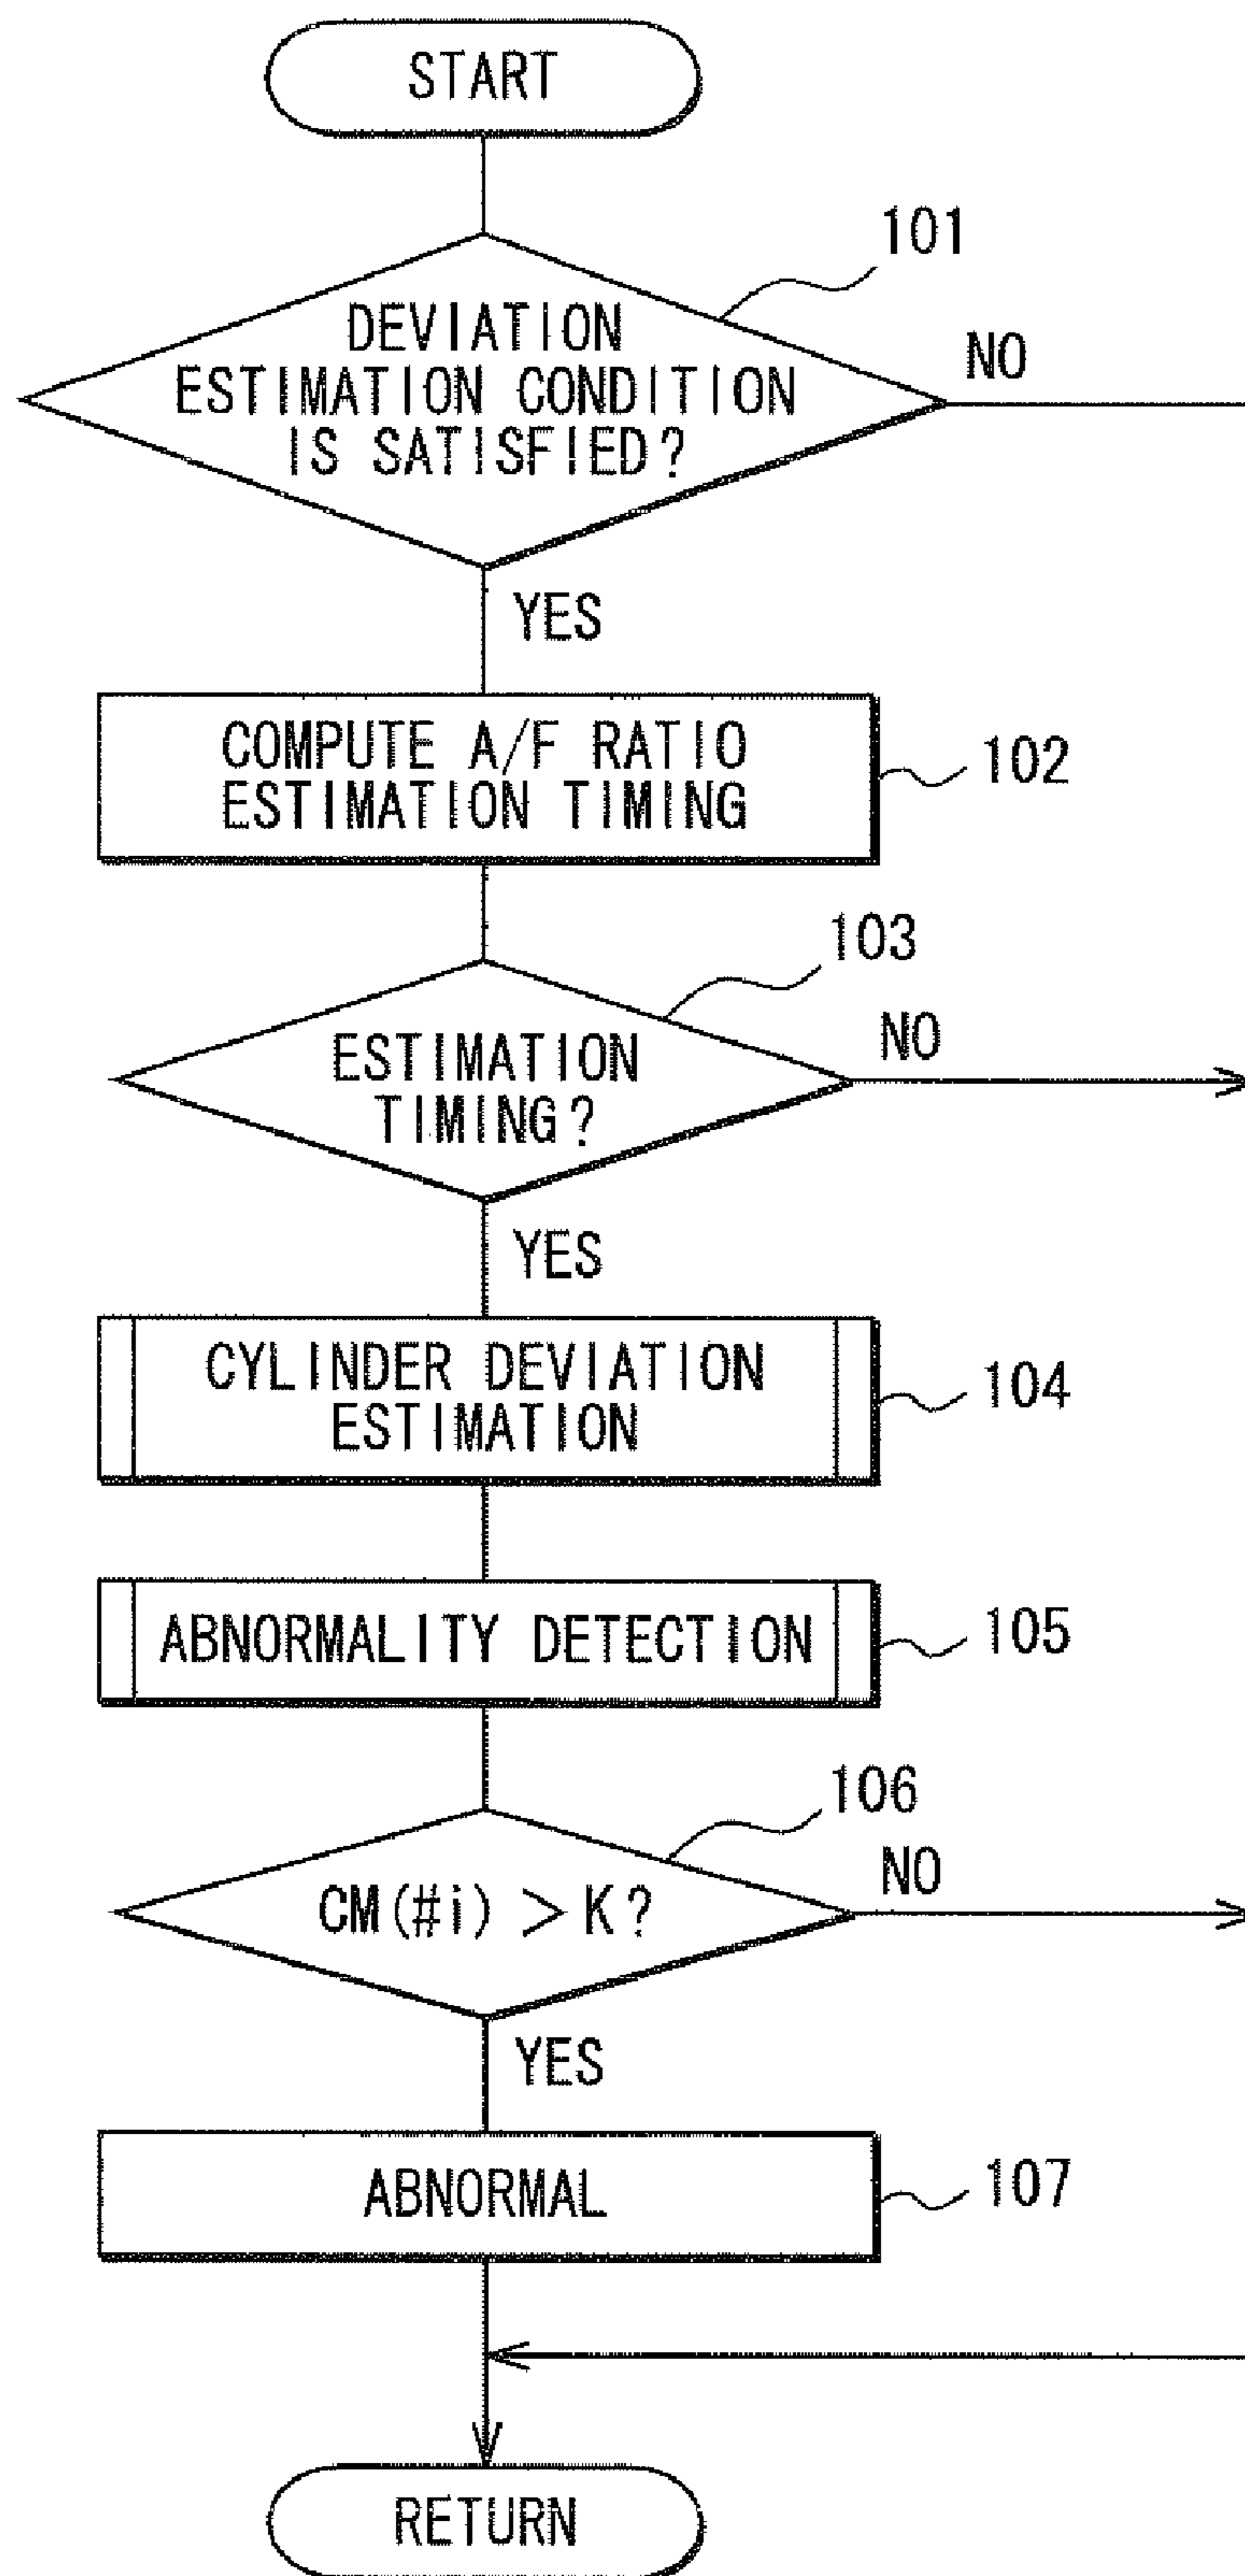 START
101
DEVIATION
ESTIMATION CONDITION
IS SATISFIED?
NO
YES
COMPUTE A/F RATIO
ESTIMATION TIMING
102
103
ESTIMATION
TIMING?
NO
YES
CYLINDER DEVIATION
ESTIMATION
104
ABNORMALITY DETECTION
105
106
CM(#i) > K?
NO
YES
ABNORMAL
107
RETURN